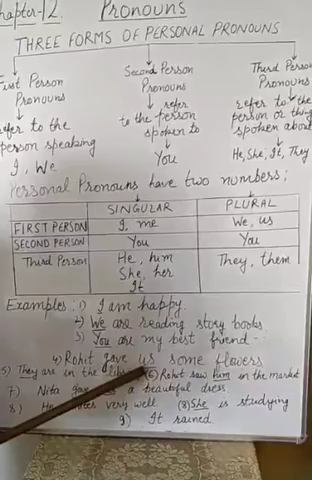 hapter-12. Pronouns
THREE FORMS OF PERSONAL PRONOUNS
First Person Pronouns
refer to the person speaking
I, We
Second Person Pronouns
refer to the person spoken to
You
Third Person Pronouns
refer to the person or thing spoken about
He, She, It, They
Personal Pronouns have two numbers:
SINGULAR PLURAL
FIRST PERSON I, me We, us
SECOND PERSON You You
Third Person He, him They, them
She, her
It
Examples: 1) I am happy.
2) We are reading story books
3) You are my best friend
4) Rohit gave us some flowers
5) They are in the (6) Rohit saw him in the market
7) Nita a beautiful dress
8) very well (8) She is studying
9) It rained